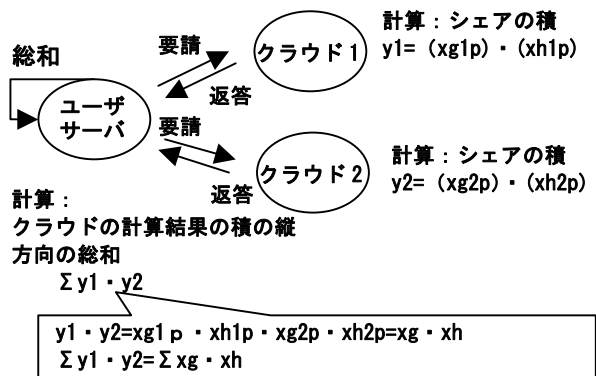 総和
要請
クラウド1
計算:シェアの積
y1= (xg1p)・(xh1p)
返答
ユーザ
サーバ
要請
クラウド2
計算:シェアの積
y2= (xg2p)・(xh2p)
返答
計算:
クラウドの計算結果の積の縦
方向の総和
Σy1・y2
y1・y2=xg1p・xh1p・xg2p・xh2p=xg・xh
Σy1・y2=Σxg・xh